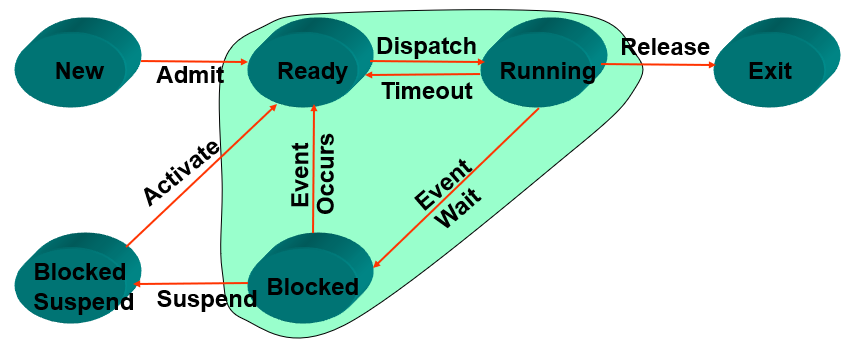 New
Admit
Ready
Dispatch
Timeout
Running
Release
Exit
Activate
Event
Occurs
Event
Wait
Blocked
Suspend
Suspend
Blocked